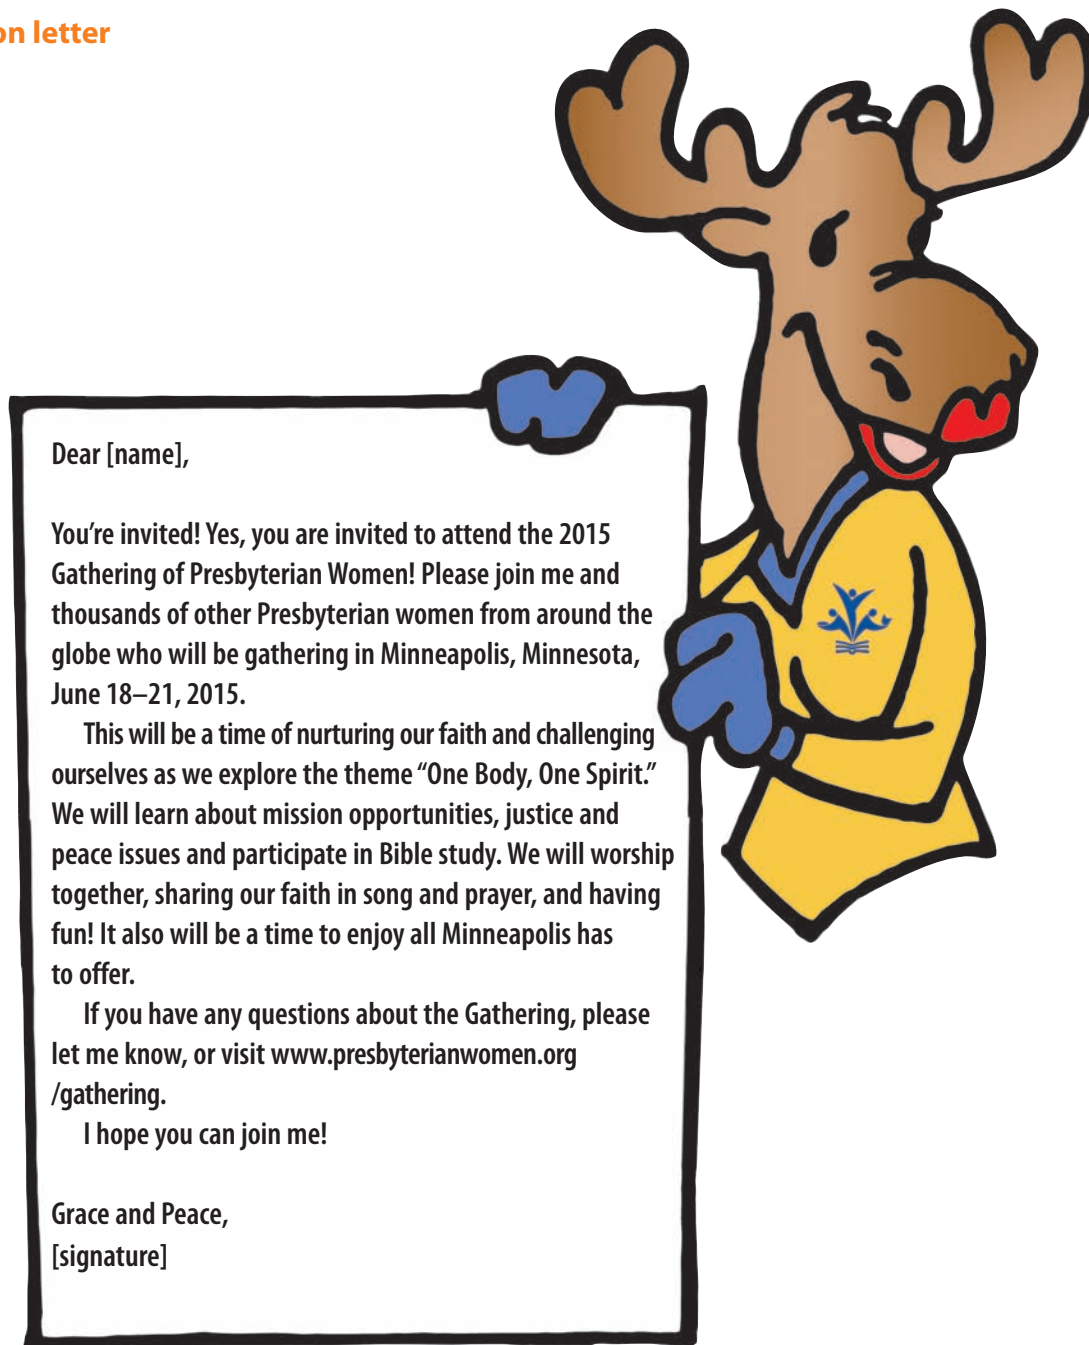 on letter
Dear [name],
You’re invited! Yes, you are invited to attend the 2015
Gathering of Presbyterian Women! Please join me and
thousands of other Presbyterian women from around the
globe who will be gathering in Minneapolis, Minnesota,
June 18–21, 2015.
This will be a time of nurturing our faith and challenging
ourselves as we explore the theme “One Body, One Spirit.”
We will learn about mission opportunities, justice and
peace issues and participate in Bible study. We will worship
together, sharing our faith in song and prayer, and having
fun! It also will be a time to enjoy all Minneapolis has
to offer.
If you have any questions about the Gathering, please
let me know, or visit www.presbyterianwomen.org
/gathering.
I hope you can join me!
Grace and Peace,
[signature]